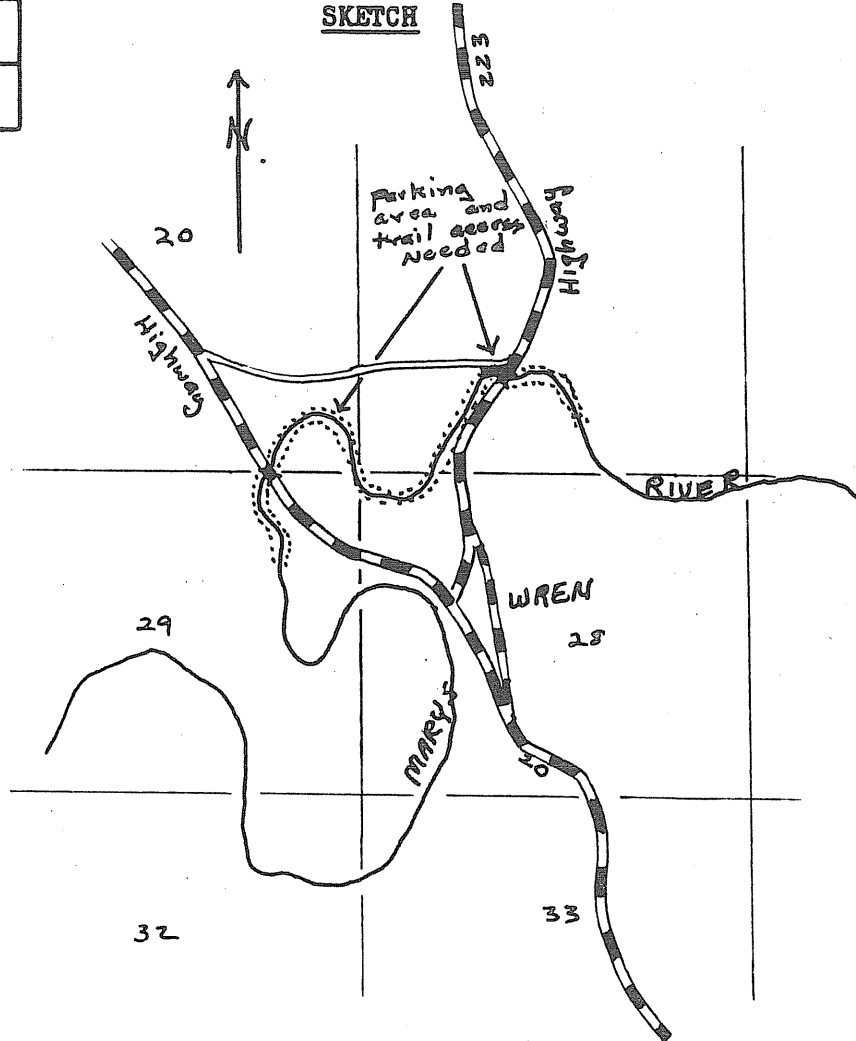 SKETCH
223
N
Parking
area and
trail access
Needed
20
Highway
Highway
RIVER
WREN
29
28
MARY'S
20
33
32